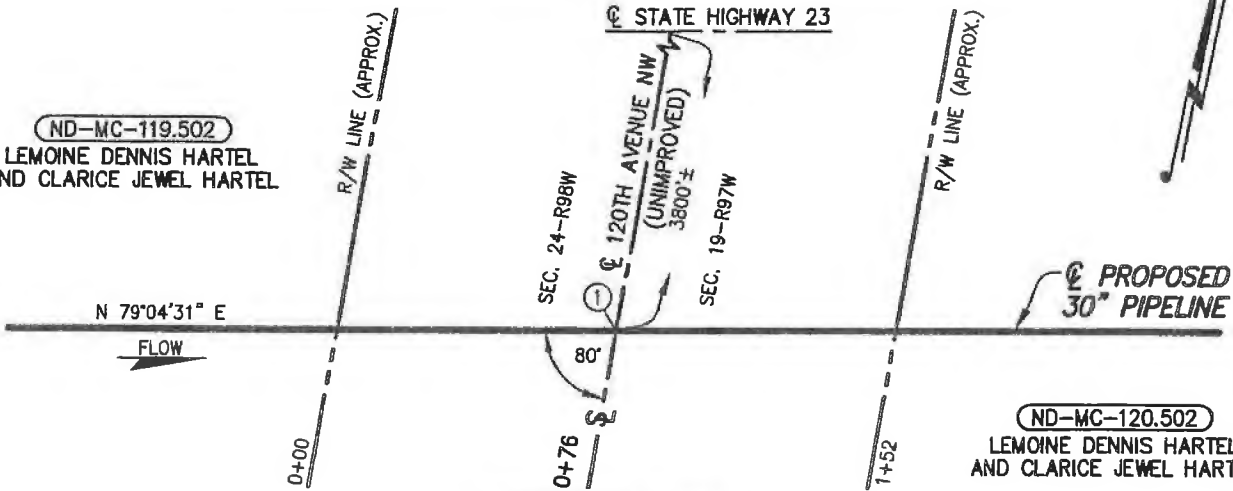 ℄ STATE HIGHWAY 23
ND-MC-119.502
LEMOINE DENNIS HARTEL
ND CLARICE JEWEL HARTEL
R/W LINE (APPROX.)
SEC. 24-R98W
℄ 120TH AVENUE NW
(UNIMPROVED)
3800'±
SEC. 19-R97W
R/W LINE (APPROX.)
℄ PROPOSED
30" PIPELINE
N 79°04'31" E
FLOW
1
80°
0+00
0+76
1+52
ND-MC-120.502
LEMOINE DENNIS HARTEL
AND CLARICE JEWEL HART